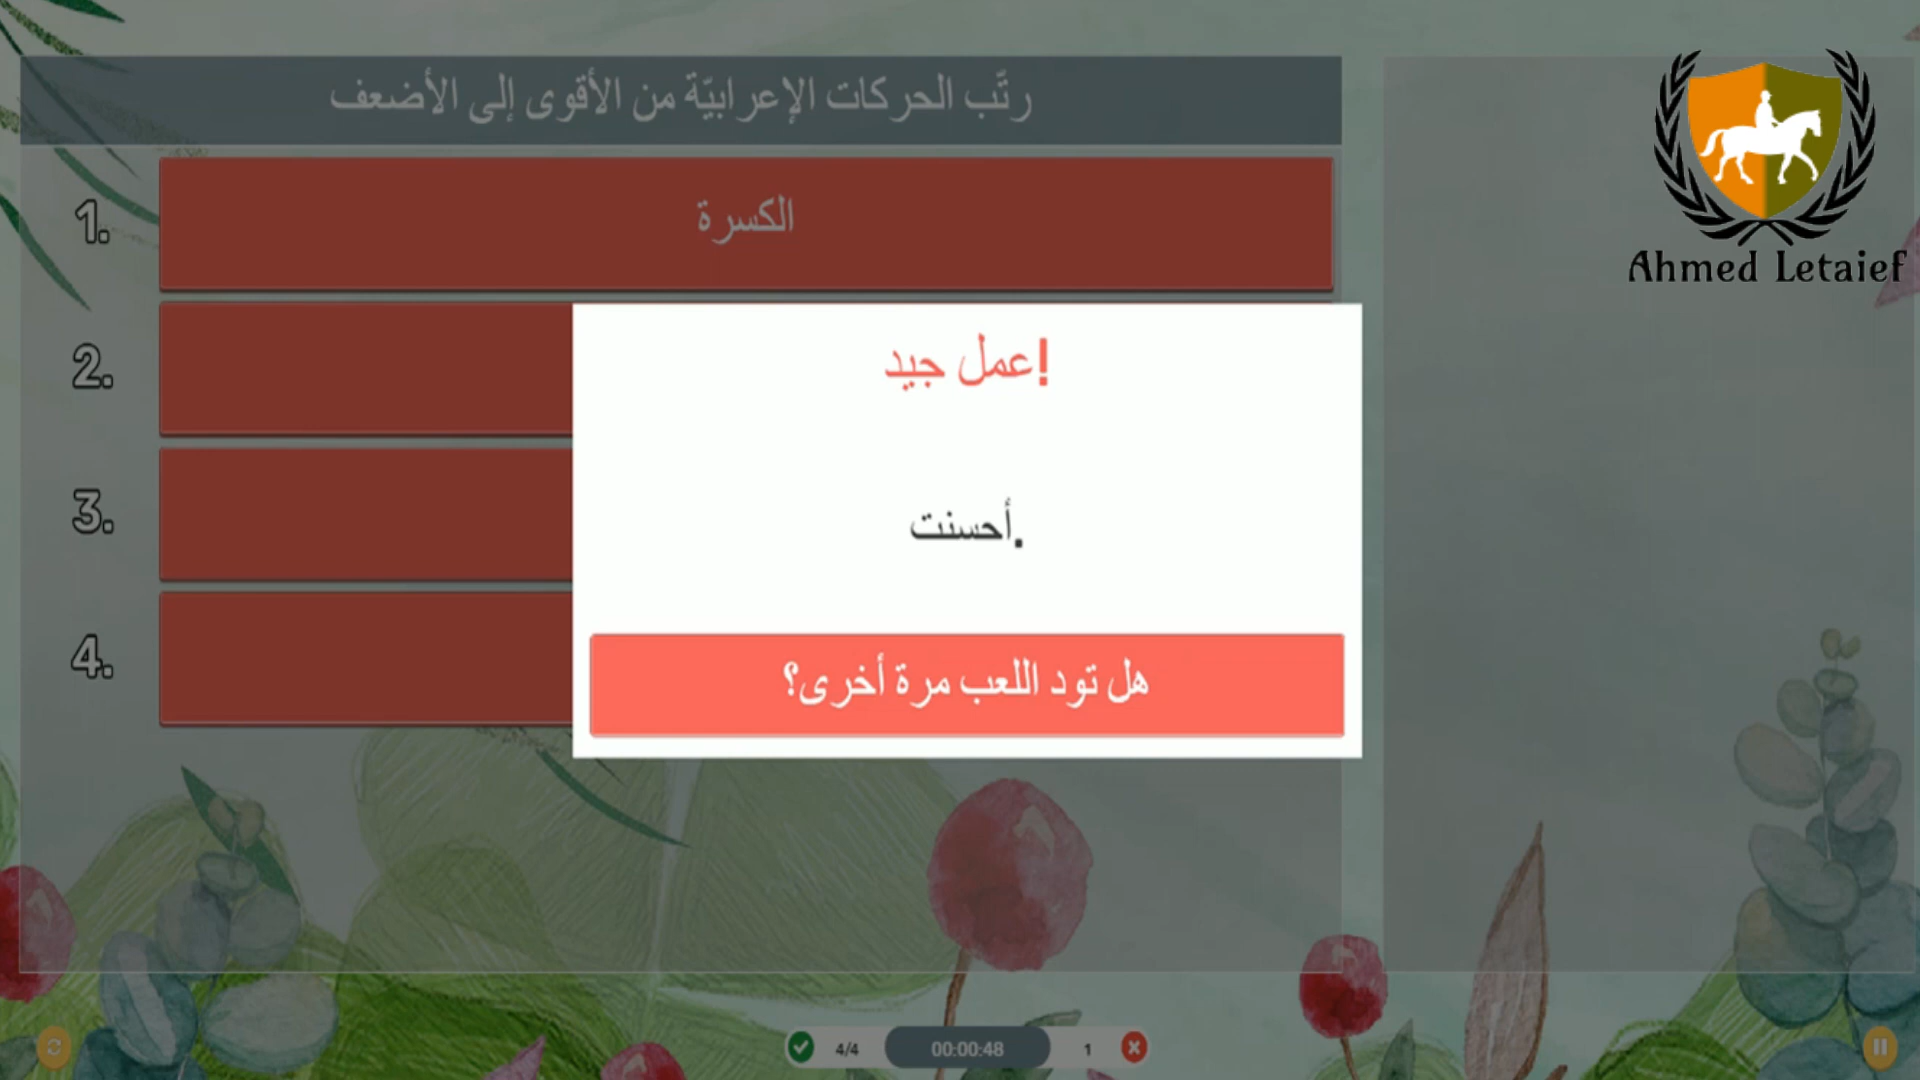 رتَّب الحركات الإعرابيّة من الأقوى إلى الأضعف
1.
الكسرة
2.
3.
4.
!عمل جيد
.أحسنت
هل تود اللعب مرة أخرى؟
Ahmed Letaief
4/4
00:00:48
1